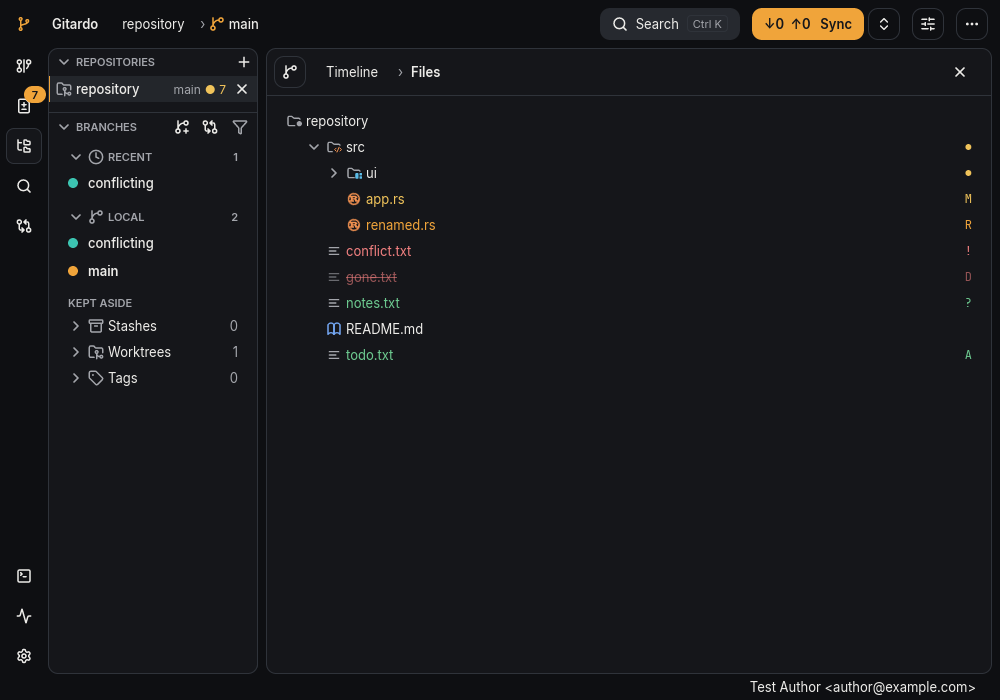 Gitardo repository › main Search Ctrl K ↓0 ↑0 Sync
REPOSITORIES
repository main 7
7
BRANCHES
RECENT 1
conflicting
LOCAL 2
conflicting
main
KEPT ASIDE
Stashes 0
Worktrees 1
Tags 0
Timeline › Files
repository
src
ui
app.rs M
renamed.rs R
conflict.txt !
gone.txt D
notes.txt ?
README.md
todo.txt A
Test Author <author@example.com>